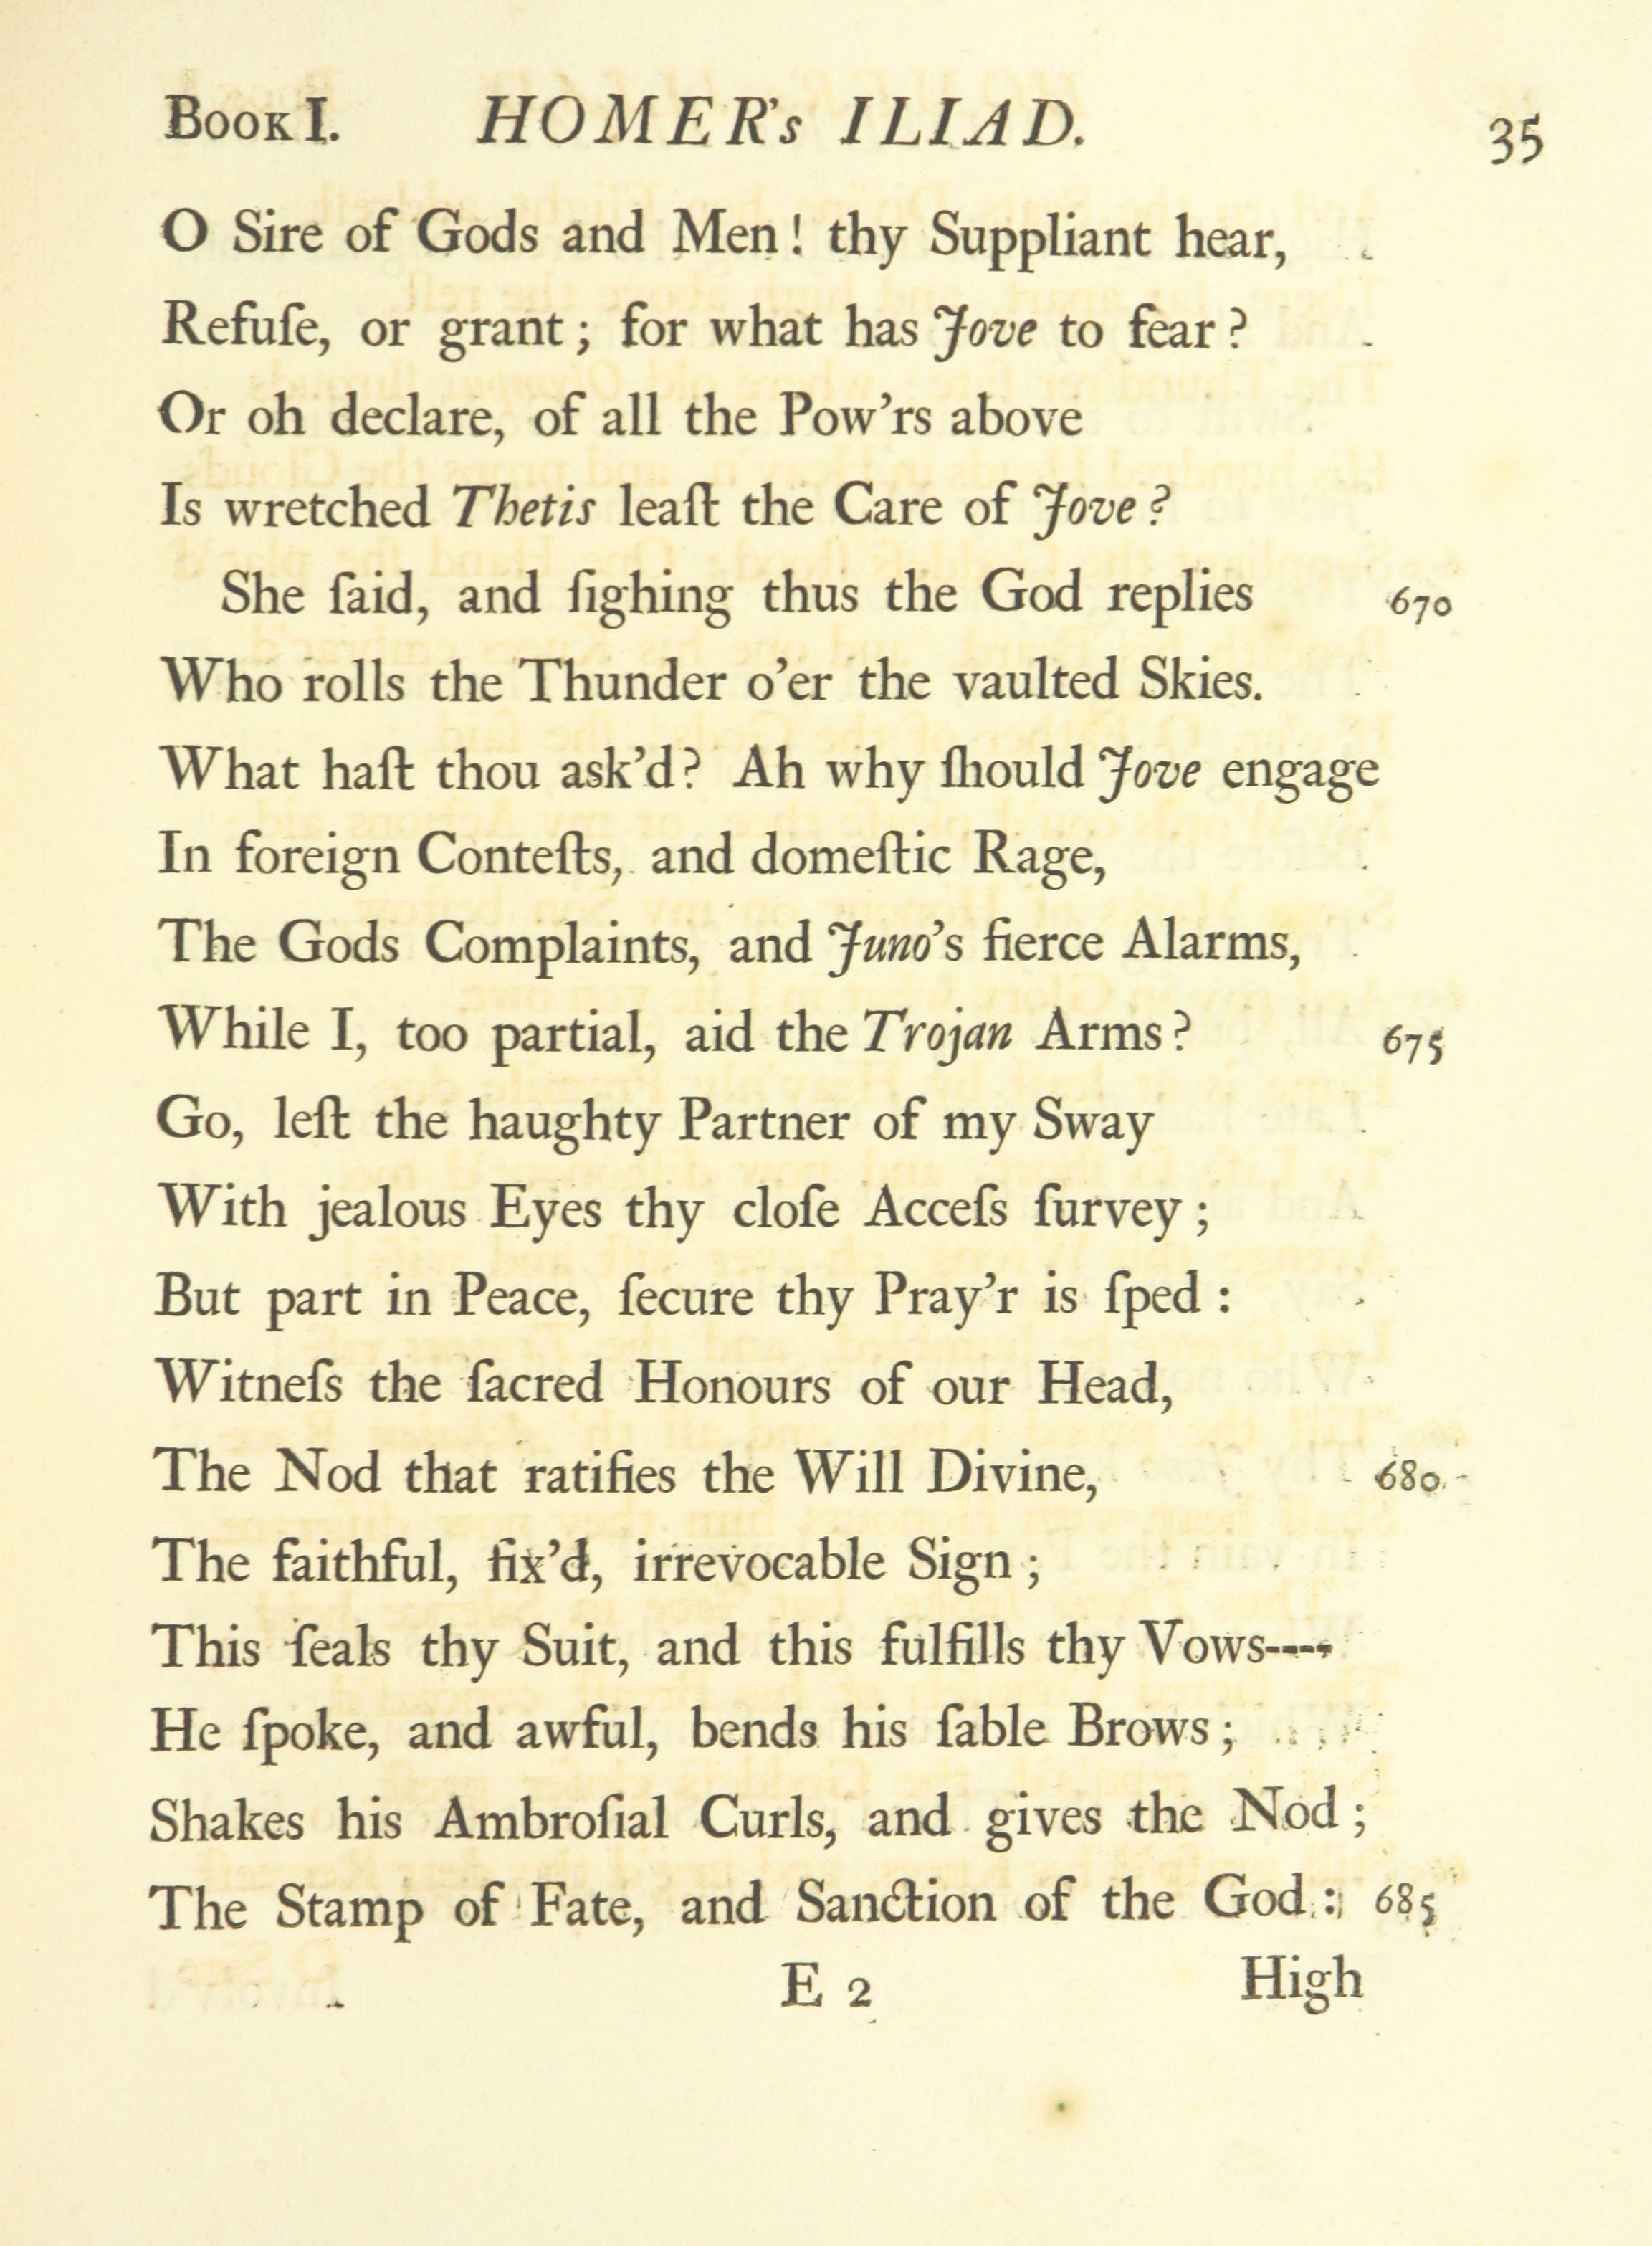 BOOK I. HOMER's ILIAD. 35
O Sire of Gods and Men! thy Suppliant hear,
Refuſe, or grant; for what has Jove to fear?
Or oh declare, of all the Pow'rs above
Is wretched Thetis leaſt the Care of Jove?
She ſaid, and ſighing thus the God replies 670
Who rolls the Thunder o'er the vaulted Skies.
What haſt thou ask'd? Ah why ſhould Jove engage
In foreign Conteſts, and domeſtic Rage,
The Gods Complaints, and Juno's fierce Alarms,
While I, too partial, aid the Trojan Arms? 675
Go, leſt the haughty Partner of my Sway
With jealous Eyes thy cloſe Acceſs ſurvey;
But part in Peace, ſecure thy Pray'r is ſped:
Witneſs the ſacred Honours of our Head,
The Nod that ratifies the Will Divine, 680
The faithful, fix'd, irrevocable Sign;
This ſeals thy Suit, and this fulfills thy Vows----
He ſpoke, and awful, bends his ſable Brows;
Shakes his Ambroſial Curls, and gives the Nod;
The Stamp of Fate, and Sanction of the God: 685
E 2 High